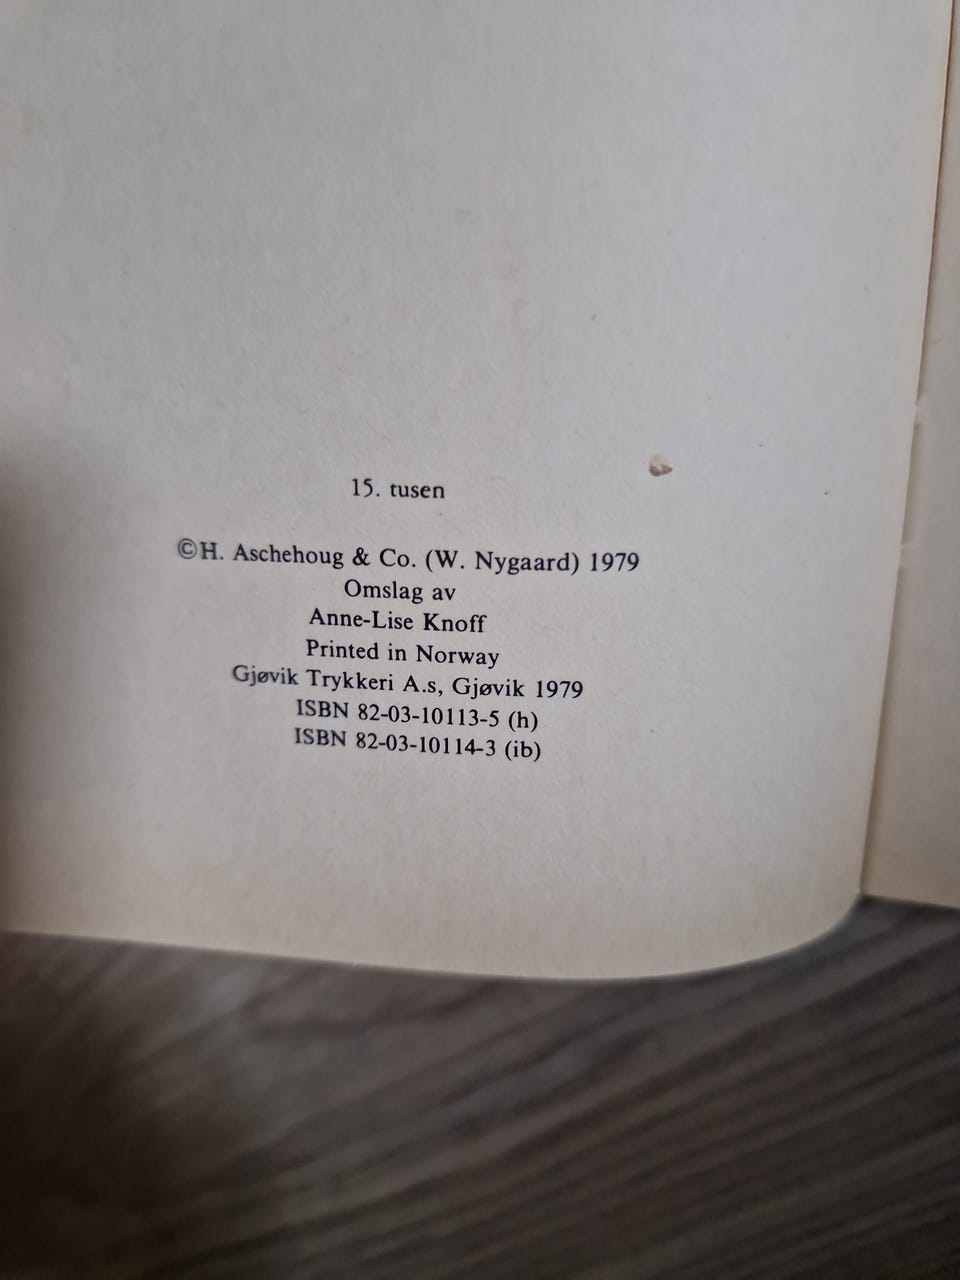 15. tusen
©H. Aschehoug & Co. (W. Nygaard) 1979
Omslag av
Anne-Lise Knoff
Printed in Norway
Gjøvik Trykkeri A.s, Gjøvik 1979
ISBN 82-03-10113-5 (h)
ISBN 82-03-10114-3 (ib)